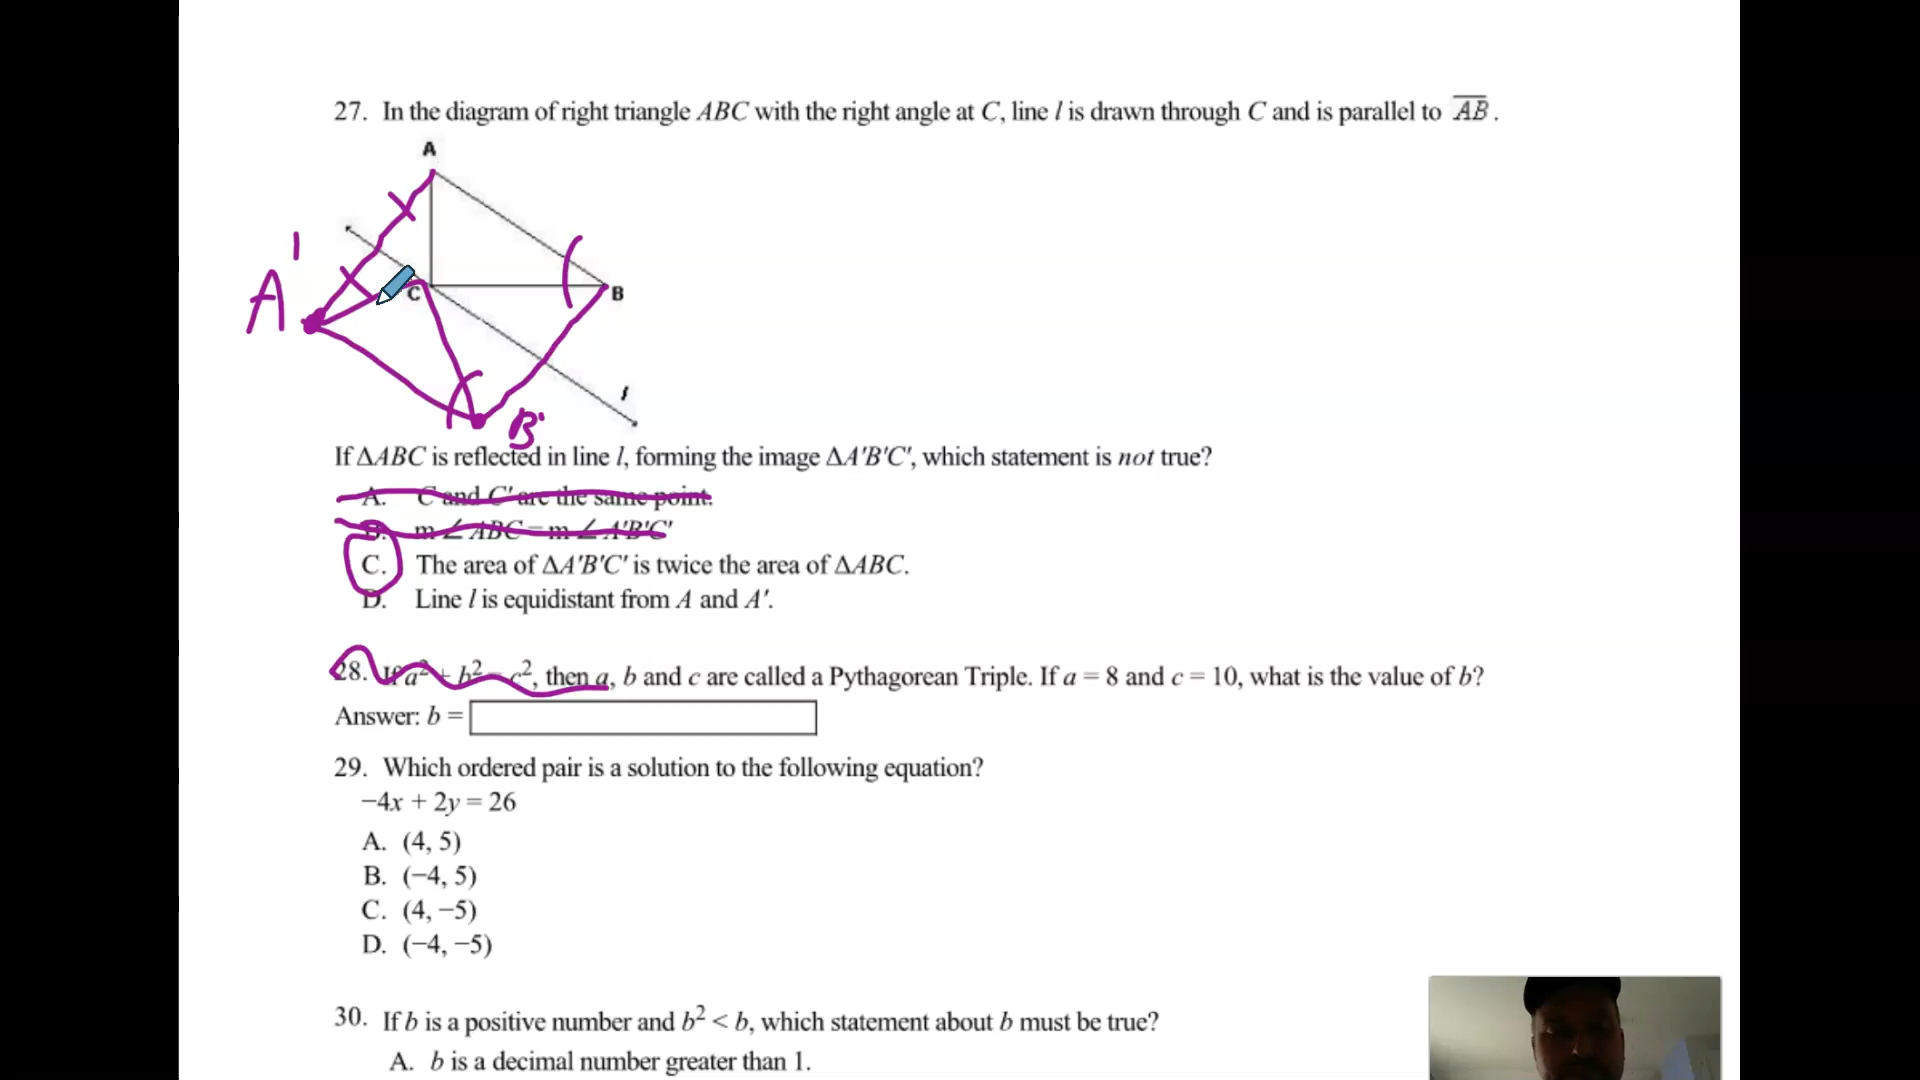 27. In the diagram of right triangle ABC with the right angle at C, line l is drawn through C and is parallel to AB.
A
A'
C
B
l
B'
If ΔABC is reflected in line l, forming the image ΔA'B'C', which statement is not true?
A. C and C' are the same point.
B. m∠ABC = m∠A'B'C'
C. The area of ΔA'B'C' is twice the area of ΔABC.
D. Line l is equidistant from A and A'.
28. If a² + b² = c², then a, b and c are called a Pythagorean Triple. If a = 8 and c = 10, what is the value of b?
Answer: b =
29. Which ordered pair is a solution to the following equation?
−4x + 2y = 26
A. (4, 5)
B. (−4, 5)
C. (4, −5)
D. (−4, −5)
30. If b is a positive number and b² < b, which statement about b must be true?
A. b is a decimal number greater than 1.